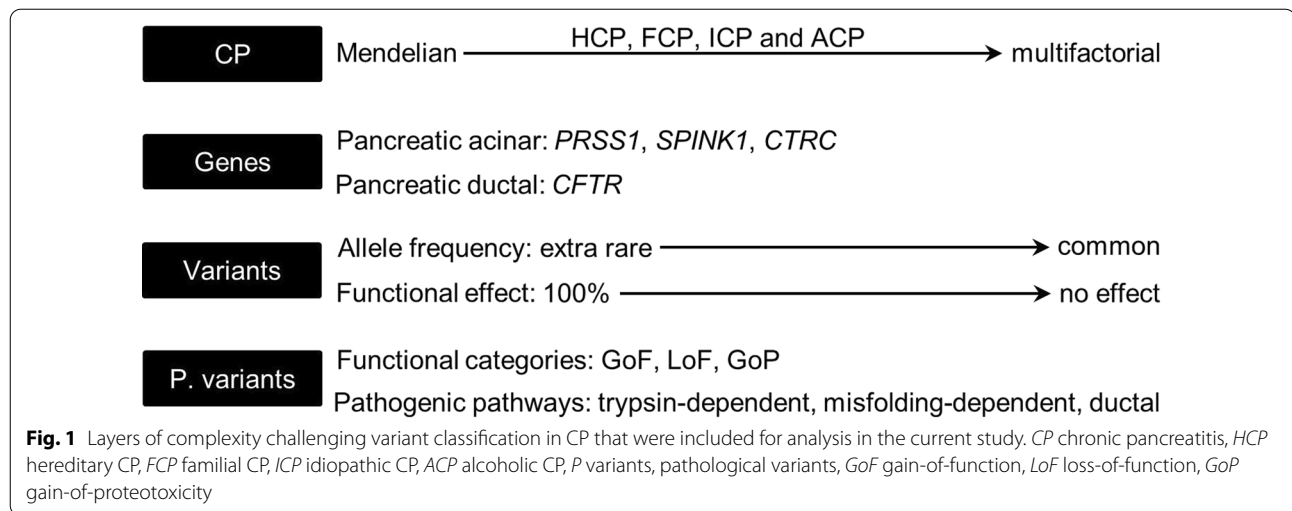 CP
Mendelian HCP, FCP, ICP and ACP multifactorial
Genes
Pancreatic acinar: PRSS1, SPINK1, CTRC
Pancreatic ductal: CFTR
Variants
Allele frequency: extra rare common
Functional effect: 100% no effect
P. variants
Functional categories: GoF, LoF, GoP
Pathogenic pathways: trypsin-dependent, misfolding-dependent, ductal
Fig. 1 Layers of complexity challenging variant classification in CP that were included for analysis in the current study. CP chronic pancreatitis, HCP
hereditary CP, FCP familial CP, ICP idiopathic CP, ACP alcoholic CP, P variants, pathological variants, GoF gain-of-function, LoF loss-of-function, GoP
gain-of-proteotoxicity